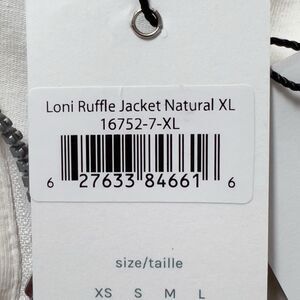 Loni Ruffle Jacket Natural XL
16752-7-XL
6 27633 84661 6
size/taille
XS S M L